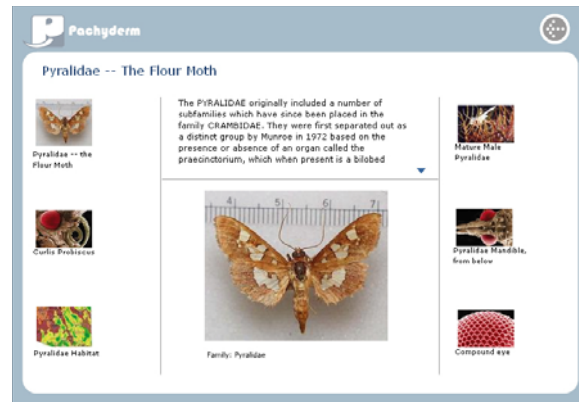 Pachyderm
Pyralidae -- The Flour Moth
Pyralidae -- the
Flour Moth
Curlis Probiscus
Pyralidae Habitat
The PYRALIDAE originally included a number of
subfamilies which have since been placed in the
family CRAMBIDAE. They were first separated out as
a distinct group by Munroe in 1972 based on the
presence or absence of an organ called the
praecinctorium, which when present is a bilobed
4 5 6 7
Family: Pyralidae
Mature Male
Pyralidae
Pyralidae Mandible,
from below
Compound eye